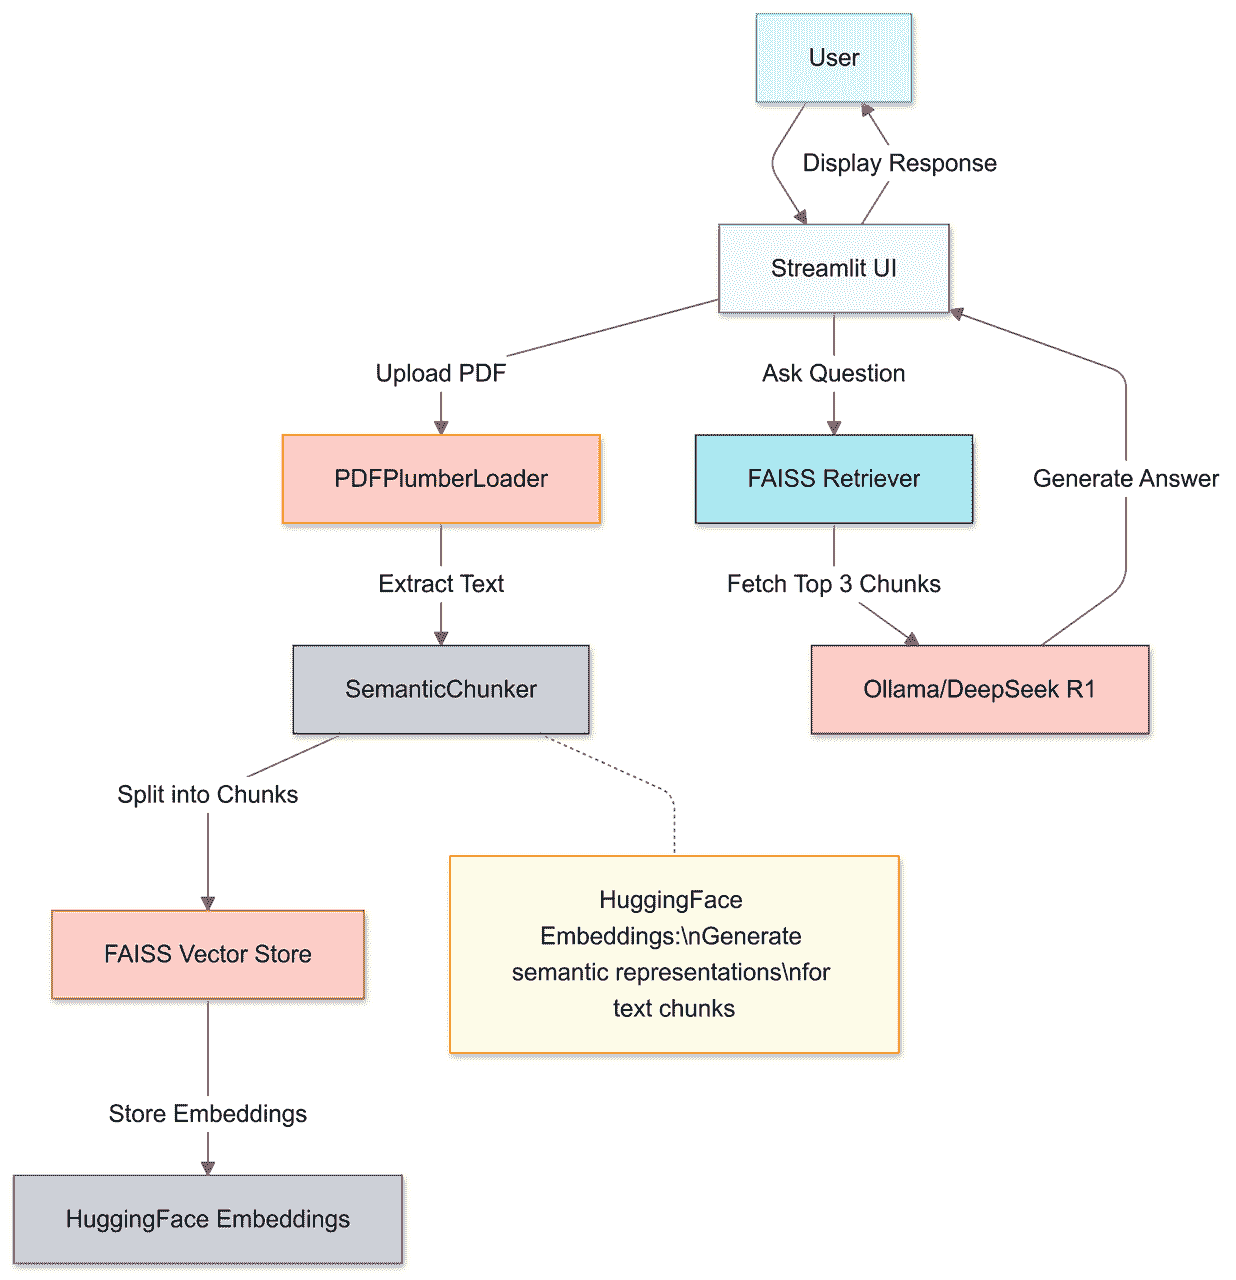 User
Display Response
Streamlit UI
Upload PDF
Ask Question
PDFPlumberLoader
FAISS Retriever
Generate Answer
Extract Text
Fetch Top 3 Chunks
SemanticChunker
Ollama/DeepSeek R1
Split into Chunks
HuggingFace
Embeddings:\nGenerate
semantic representations\nfor
text chunks
FAISS Vector Store
Store Embeddings
HuggingFace Embeddings